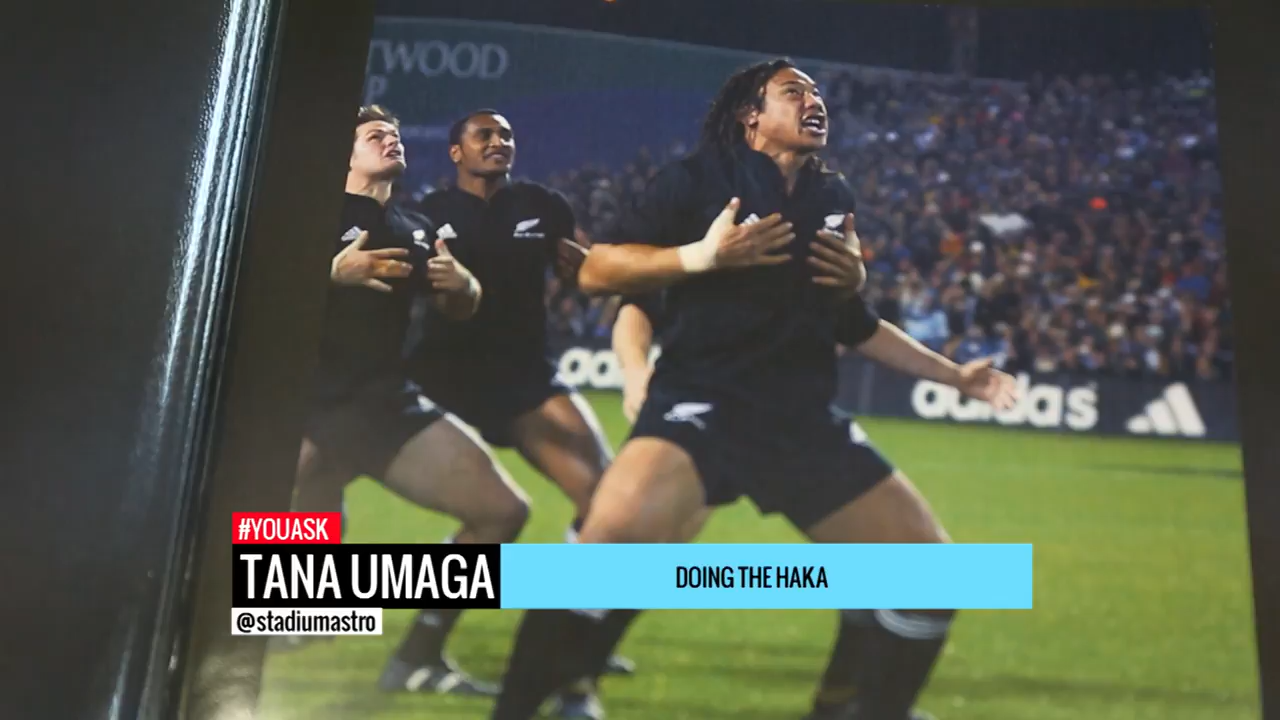 TWOOD
P
adidas
#YOUASK
TANA UMAGA
DOING THE HAKA
@stadiumastro